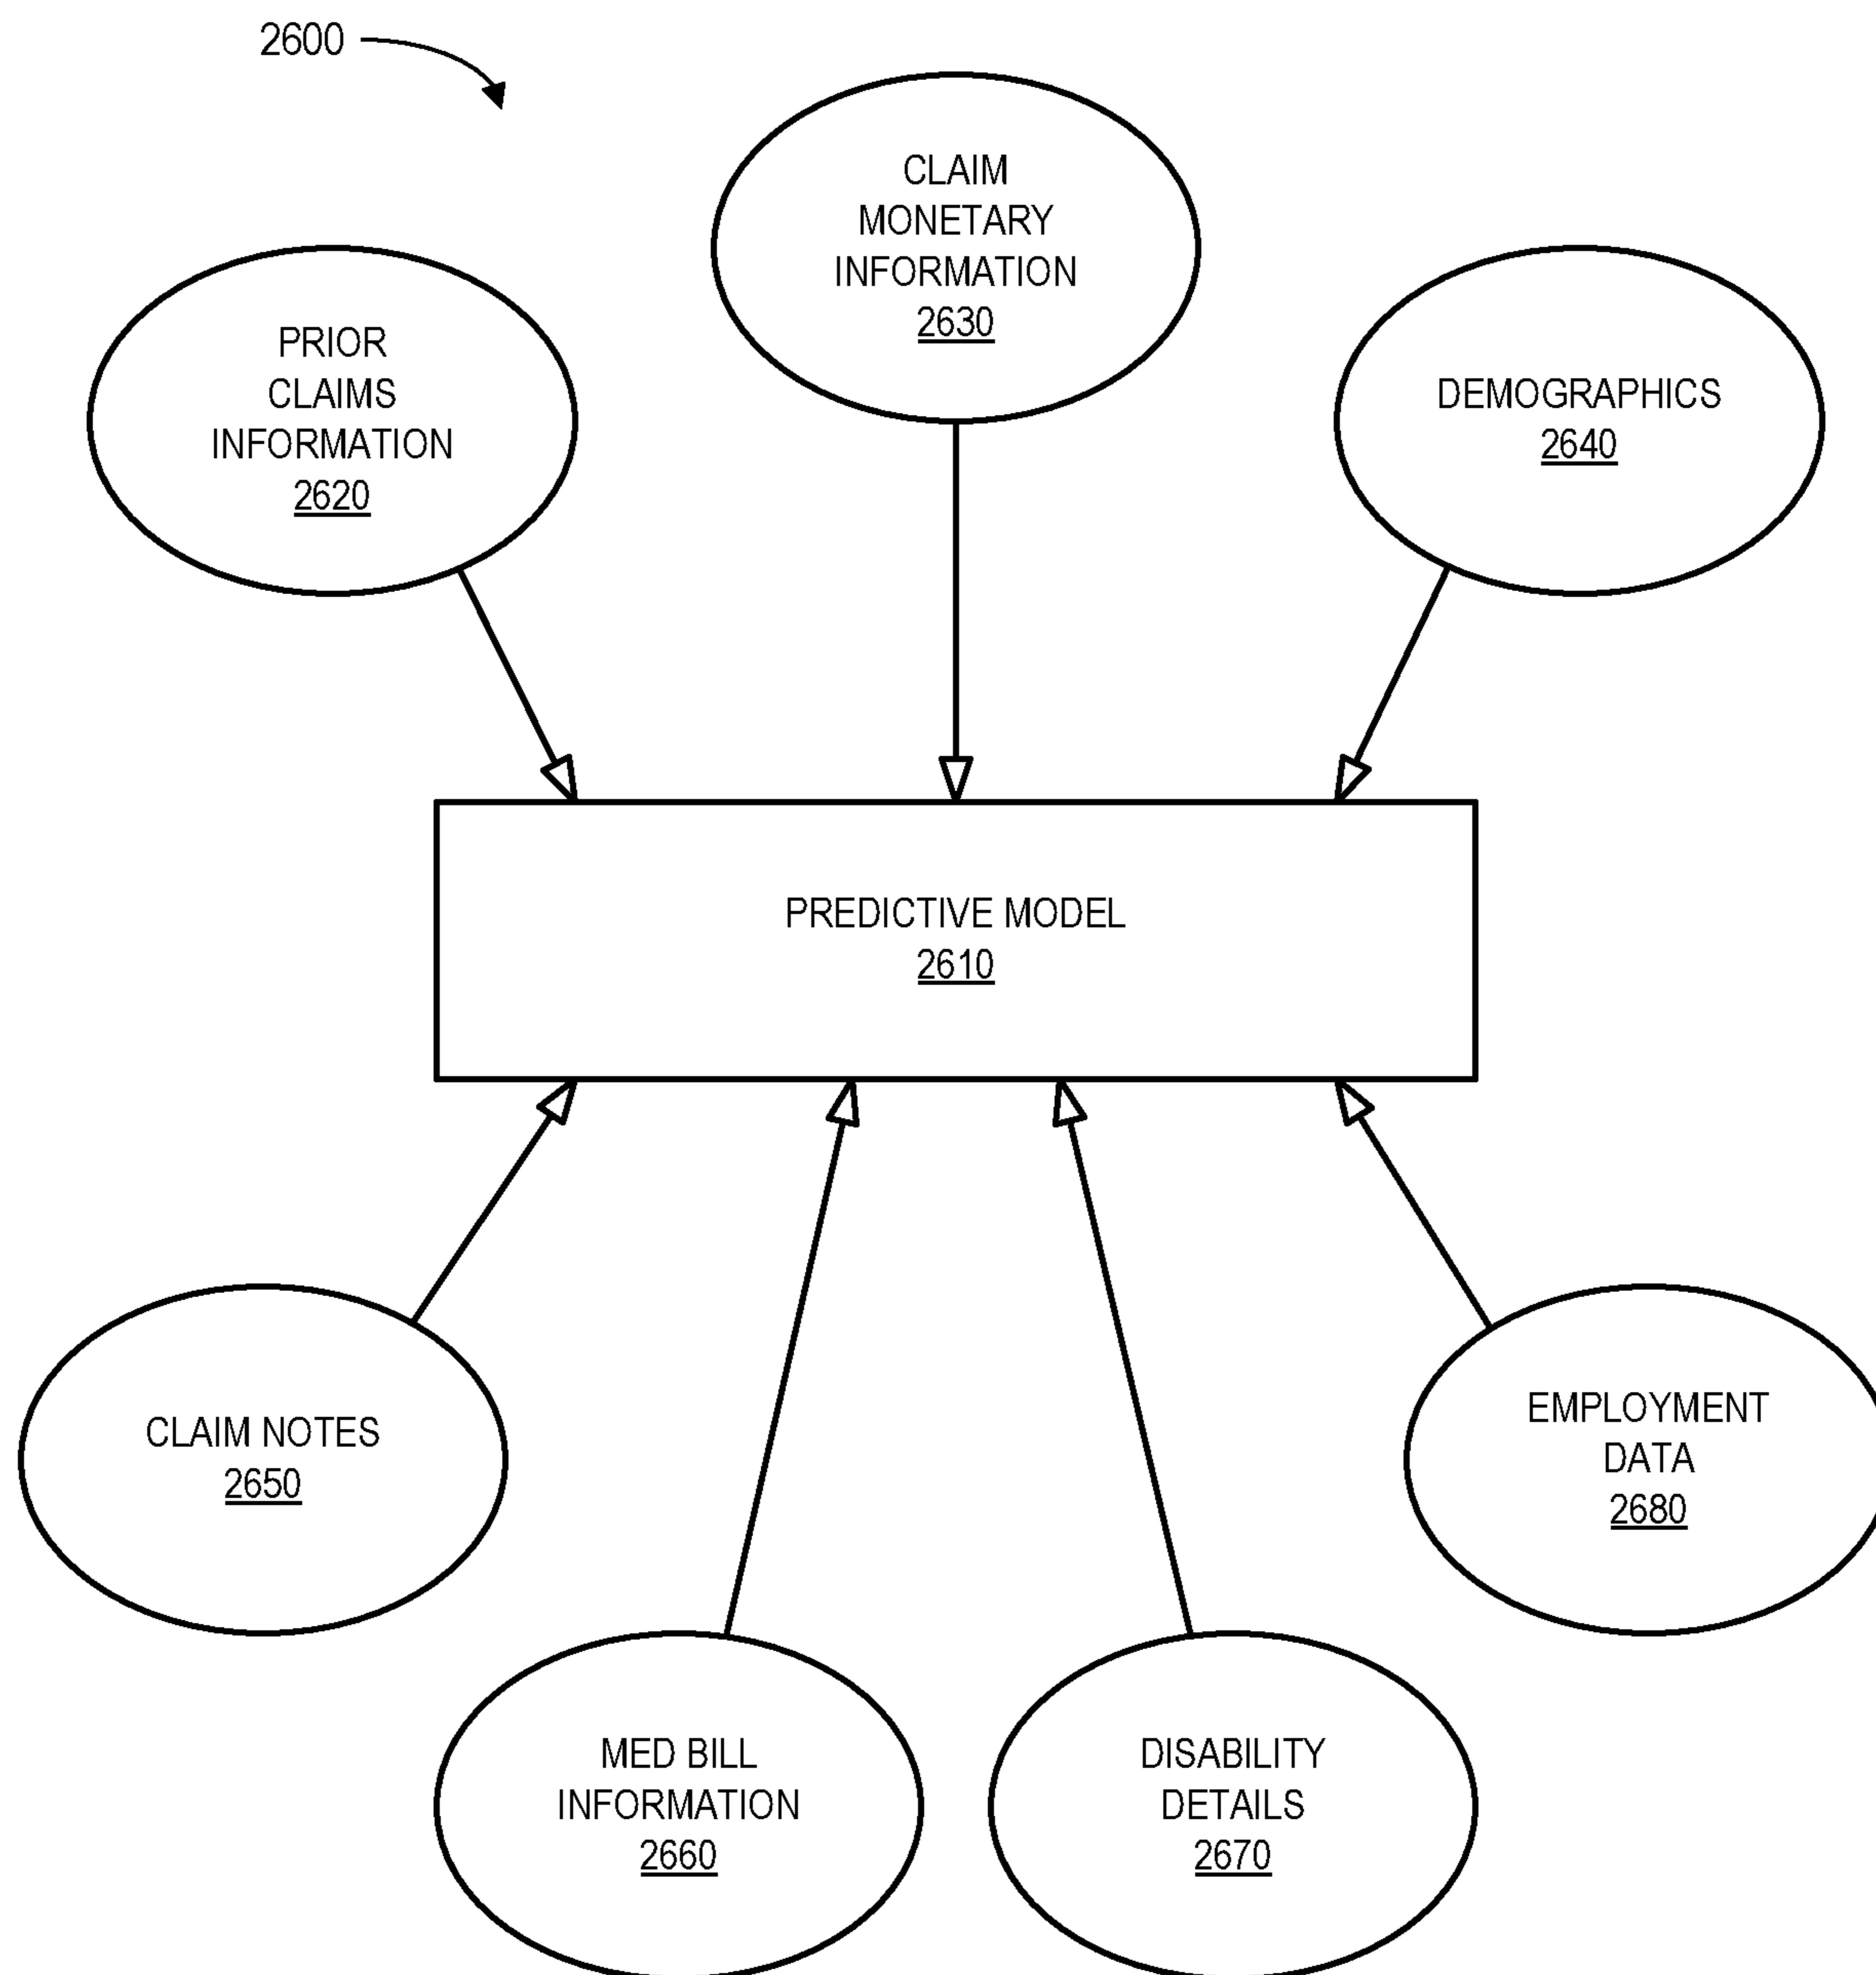 2600
CLAIM
MONETARY
INFORMATION
2630
PRIOR
CLAIMS
INFORMATION
2620
DEMOGRAPHICS
2640
PREDICTIVE MODEL
2610
CLAIM NOTES
2650
EMPLOYMENT
DATA
2680
MED BILL
INFORMATION
2660
DISABILITY
DETAILS
2670